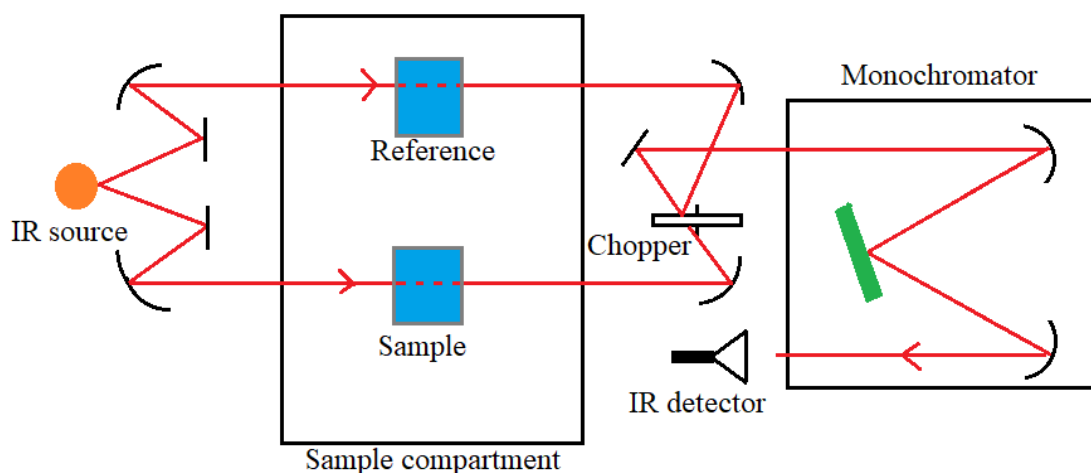 Monochromator
Reference
IR source
Chopper
Sample
IR detector
Sample compartment